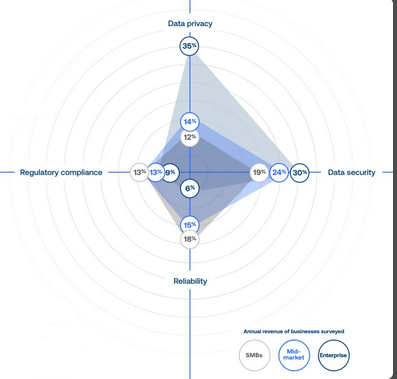 Data privacy
35%
14%
12%
Regulatory compliance
13% 13% 9%
19% 24% 30%
Data security
6%
15%
18%
Reliability
Annual revenue of businesses surveyed
SMBs
Mid-
market
Enterprise